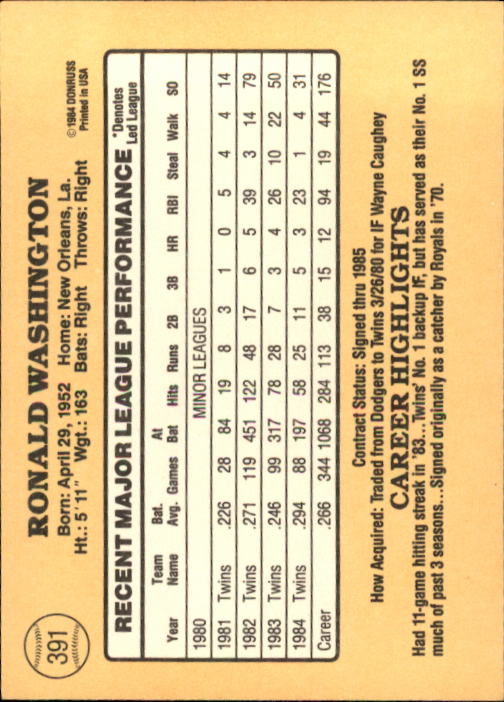 391
RONALD WASHINGTON
Born: April 29, 1952 Home: New Orleans, La.
Ht.: 5'11" Wgt.: 163 Bats: Right Throws: Right
©1984 DONRUSS
Printed in USA
RECENT MAJOR LEAGUE PERFORMANCE *Denotes Led League
Year Team Name Bat. Avg. Games At Bat Hits Runs 2B 3B HR RBI Steal Walk SO
1980 MINOR LEAGUES
1981 Twins .226 28 84 19 8 3 1 0 5 4 4 14
1982 Twins .271 119 451 122 48 17 6 5 39 3 14 79
1983 Twins .246 99 317 78 28 7 3 4 26 10 22 50
1984 Twins .294 88 197 58 25 11 5 3 23 1 4 31
Career .266 344 1068 284 113 38 15 12 94 19 44 176
Contract Status: Signed thru 1985
How Acquired: Traded from Dodgers to Twins 3/26/80 for IF Wayne Caughey
CAREER HIGHLIGHTS
Had 11-game hitting streak in '83...Twins' No. 1 backup IF, but has served as their No. 1 SS
much of past 3 seasons...Signed originally as a catcher by Royals in '70.